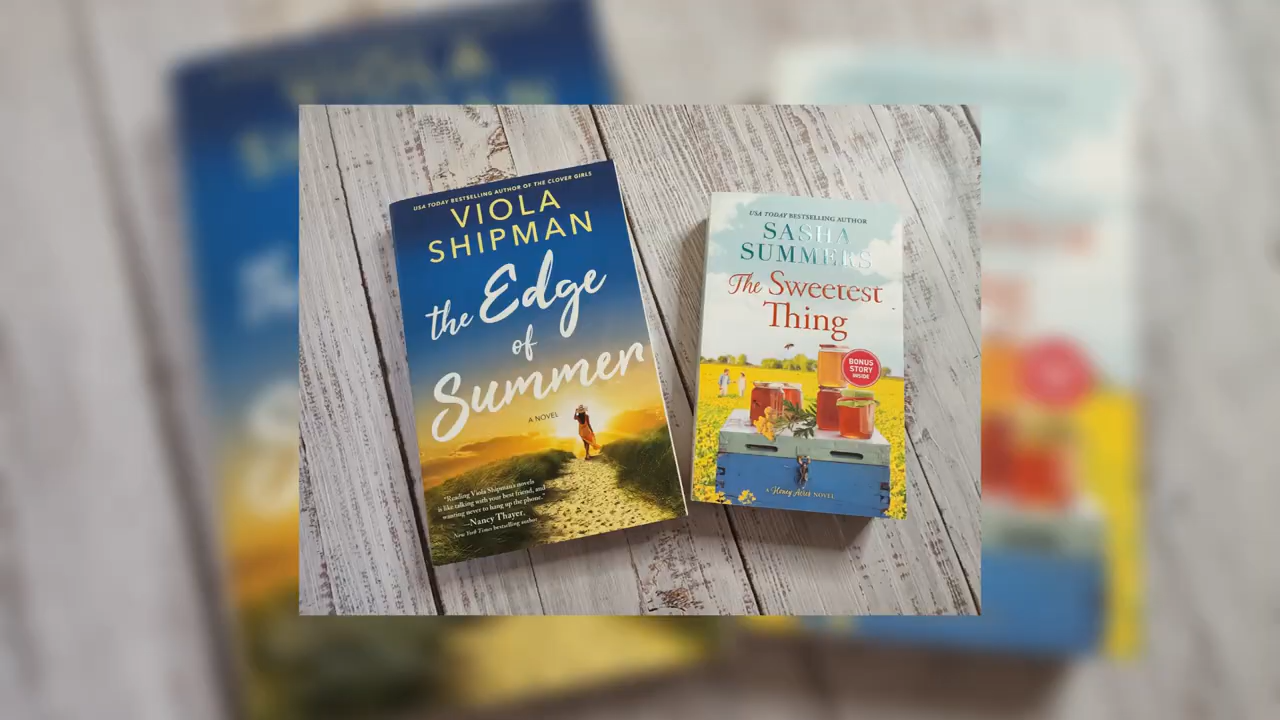 USA TODAY BESTSELLING AUTHOR OF THE CLOVER GIRLS
VIOLA
SHIPMAN
the Edge
of
Summer
A NOVEL
"Reading Viola Shipman's novels
is like talking with your best friend, and
wanting never to hang up the phone."
—Nancy Thayer,
New York Times bestselling author
USA TODAY BESTSELLING AUTHOR
SASHA
SUMMERS
The Sweetest
Thing
BONUS
STORY
INSIDE
A Honey Acres NOVEL